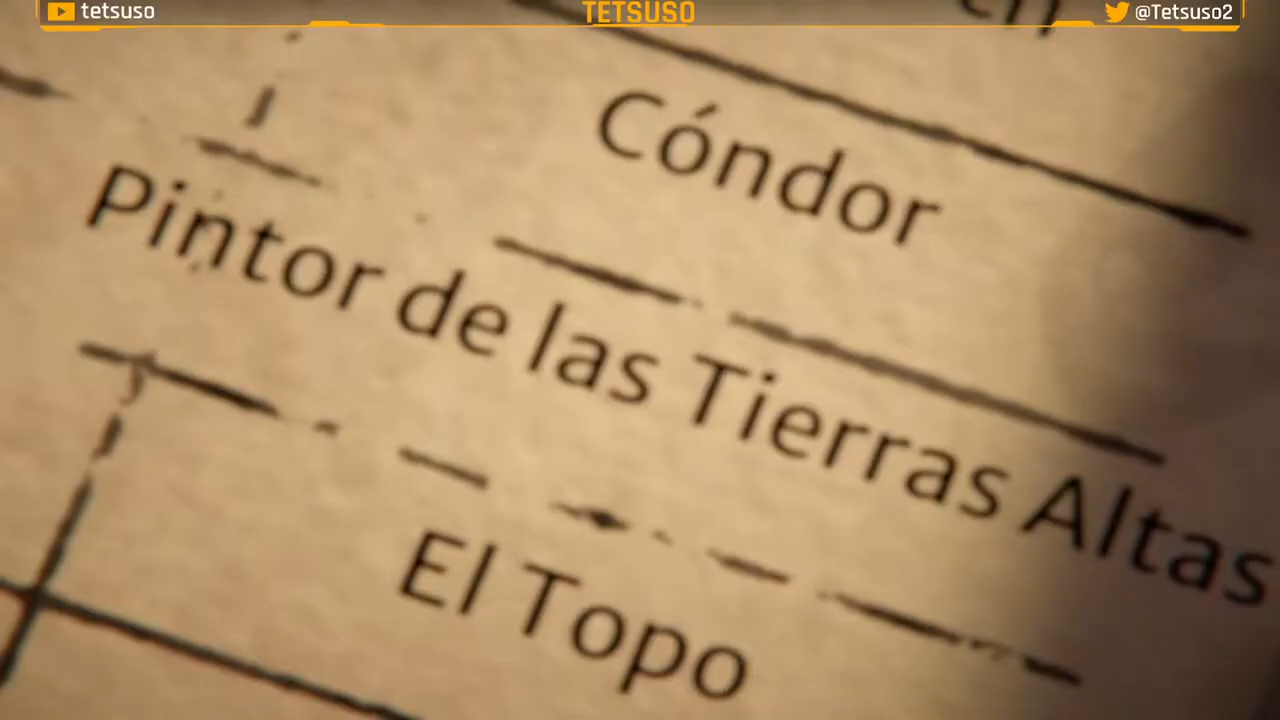 tetsuso
TETSUSO
@Tetsuso2
Cóndor
Pintor de las Tierras Altas
El Topo